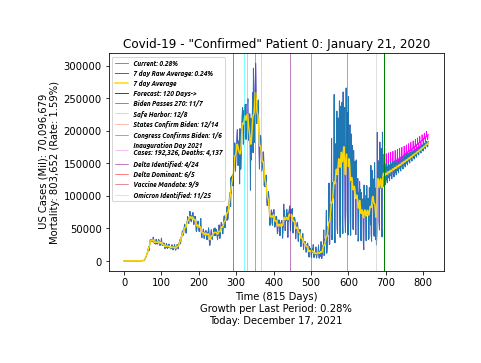 Covid-19 - "Confirmed" Patient 0: January 21, 2020
Current: 0.28%
7 day Raw Average: 0.24%
7 day Average
Forecast: 120 Days->
Biden Passes 270: 11/7
Safe Harbor: 12/8
States Confirm Biden: 12/14
Congress Confirms Biden: 1/6
Inauguration Day 2021
Cases: 192,326, Deaths: 4,137
Delta Identified: 4/24
Delta Dominant: 6/5
Vaccine Mandate: 9/9
Omicron Identified: 11/25
US Cases (Mill): 70,096,679
Mortality: 803,652 (Rate: 1.59%)
300000
250000
200000
150000
100000
50000
0
0 100 200 300 400 500 600 700 800
Time (815 Days)
Growth per Last Period: 0.28%
Today: December 17, 2021